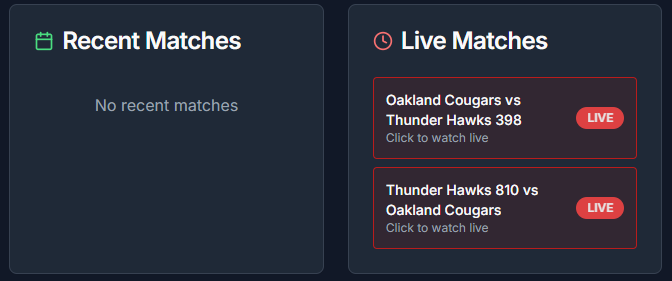 Recent Matches
No recent matches
Live Matches
Oakland Cougars vs
Thunder Hawks 398
Click to watch live
LIVE
Thunder Hawks 810 vs
Oakland Cougars
Click to watch live
LIVE